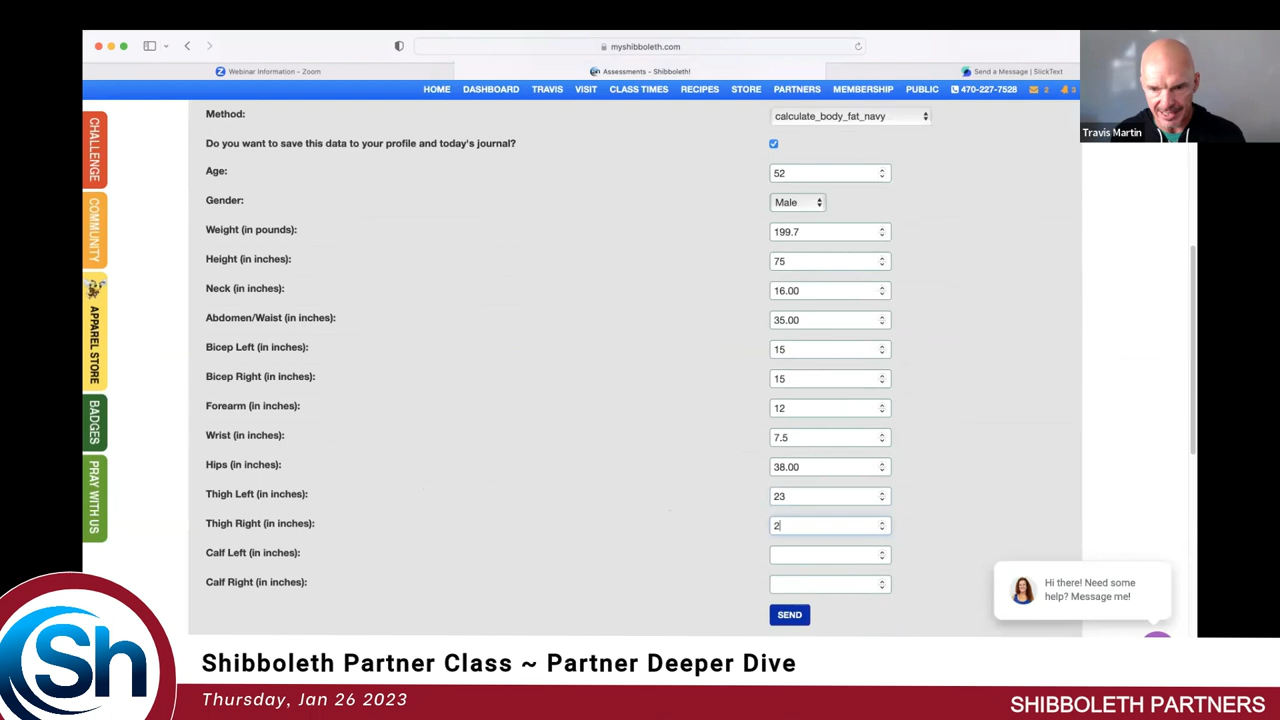 myshibboleth.com
Webinar Information - Zoom
Assessments - Shibboleth!
Send a Message | SlickText
HOME DASHBOARD TRAVIS VISIT CLASS TIMES RECIPES STORE PARTNERS MEMBERSHIP PUBLIC 470-227-7528 2 3
Travis Martin
CHALLENGE
COMMUNITY
APPAREL STORE
BADGES
PRAY WITH US
Method: calculate_body_fat_navy
Do you want to save this data to your profile and today's journal?
Age: 52
Gender: Male
Weight (in pounds): 199.7
Height (in inches): 75
Neck (in inches): 16.00
Abdomen/Waist (in inches): 35.00
Bicep Left (in inches): 15
Bicep Right (in inches): 15
Forearm (in inches): 12
Wrist (in inches): 7.5
Hips (in inches): 38.00
Thigh Left (in inches): 23
Thigh Right (in inches): 2
Calf Left (in inches):
Calf Right (in inches):
SEND
Hi there! Need some
help? Message me!
Sh
Shibboleth Partner Class ~ Partner Deeper Dive
Thursday, Jan 26 2023
SHIBBOLETH PARTNERS